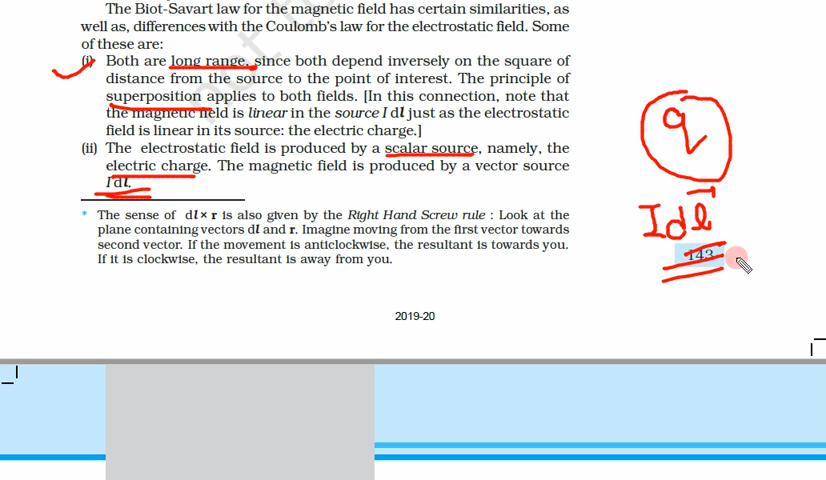 The Biot-Savart law for the magnetic field has certain similarities, as
well as, differences with the Coulomb's law for the electrostatic field. Some
of these are:
(i) Both are long range, since both depend inversely on the square of
distance from the source to the point of interest. The principle of
superposition applies to both fields. [In this connection, note that
the magnetic field is linear in the source I dl just as the electrostatic
field is linear in its source: the electric charge.]
(ii) The electrostatic field is produced by a scalar source, namely, the
electric charge. The magnetic field is produced by a vector source
I dl.
* The sense of dl × r is also given by the Right Hand Screw rule : Look at the
plane containing vectors dl and r. Imagine moving from the first vector towards
second vector. If the movement is anticlockwise, the resultant is towards you.
If it is clockwise, the resultant is away from you.
q
Idl
143
2019-20